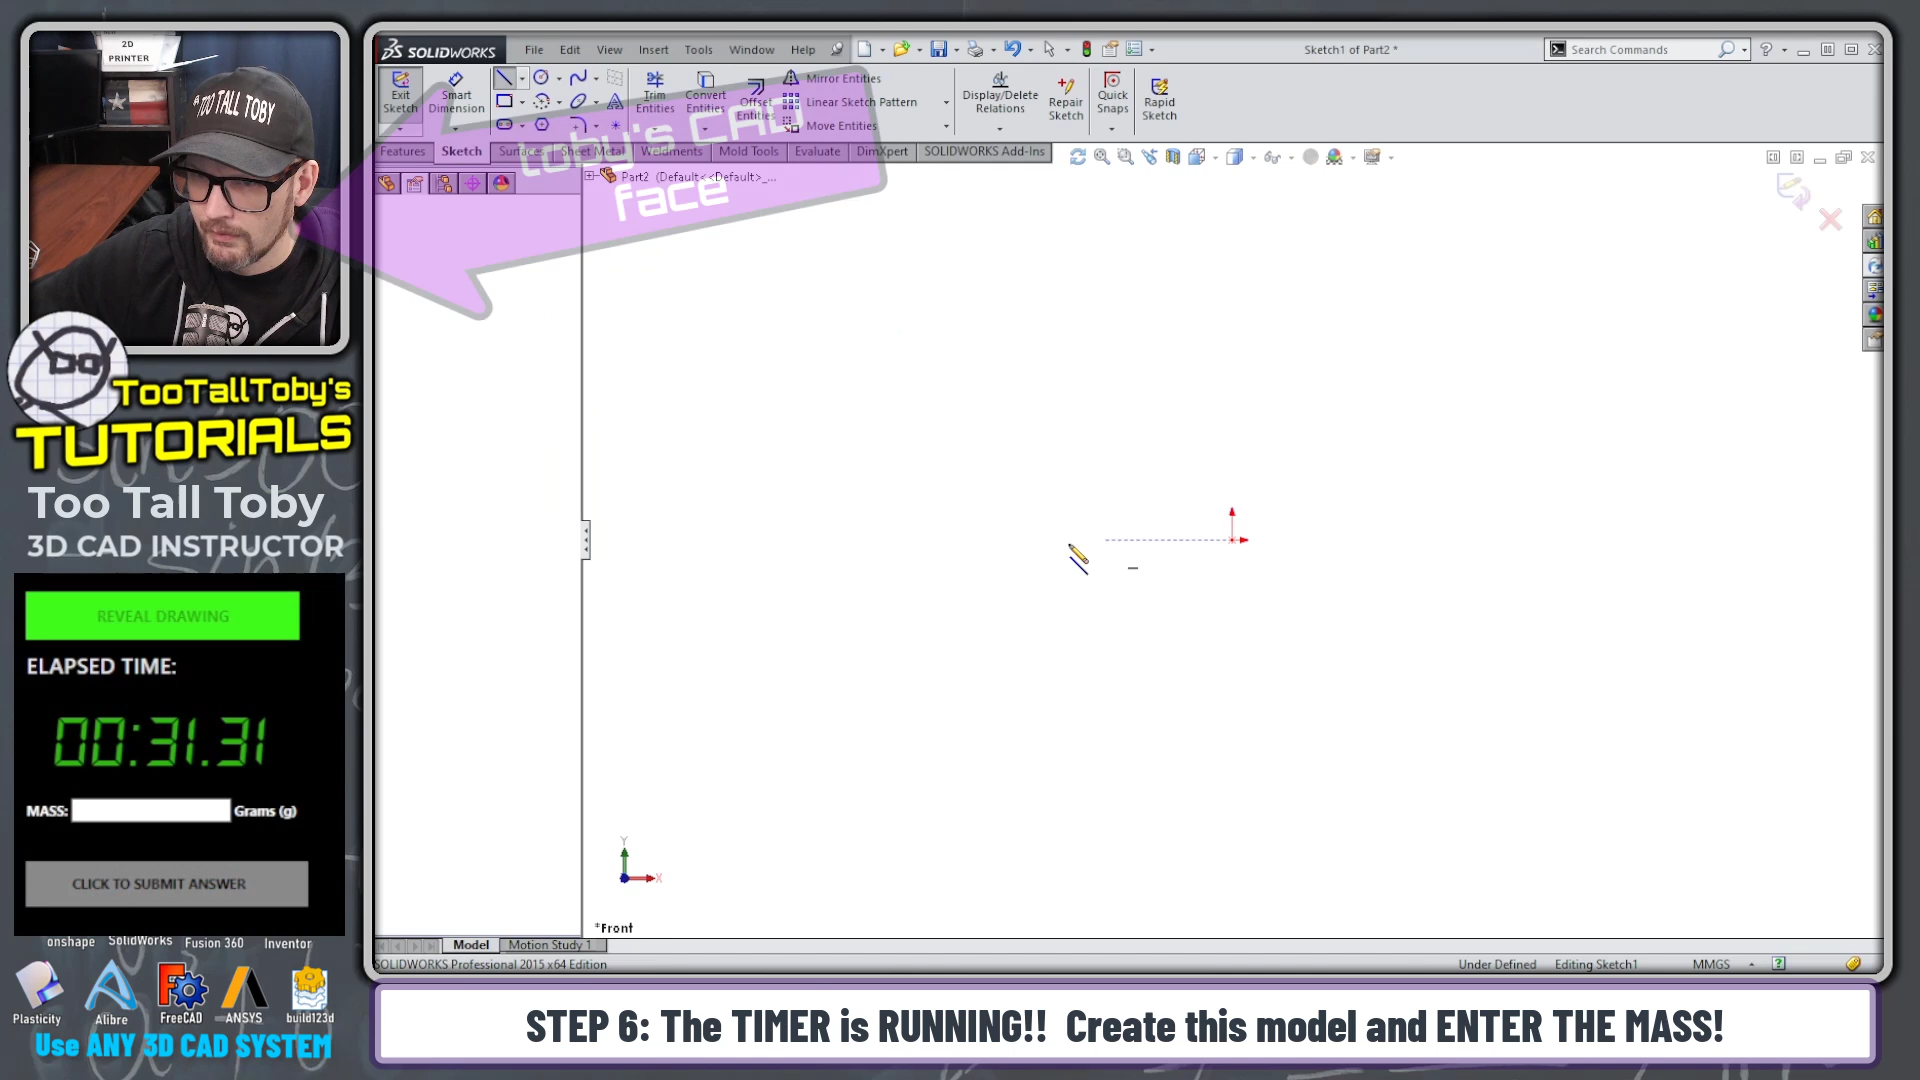 2D
PRINTER
TOO TALL TOBY
SOLIDWORKS
File Edit View Insert Tools Window Help
Sketch1 of Part2 *
Search Commands
Exit Sketch
Smart Dimension
Trim Entities
Convert Entities
Offset Entities
Mirror Entities
Linear Sketch Pattern
Move Entities
Display/Delete Relations
Repair Sketch
Quick Snaps
Rapid Sketch
Features Sketch Surfaces Sheet Metal Weldments Mold Tools Evaluate DimXpert SOLIDWORKS Add-Ins
toby's CAD
face
Part2 (Default<<Default>_...
TooTallToby's
TUTORIALS
Too Tall Toby
3D CAD INSTRUCTOR
REVEAL DRAWING
ELAPSED TIME:
00:31.31
MASS: Grams (g)
CLICK TO SUBMIT ANSWER
onshape SolidWorks Fusion 360 Inventor
Plasticity Alibre FreeCAD ANSYS build123d
Use ANY 3D CAD SYSTEM
Y
X
*Front
Model Motion Study 1
SOLIDWORKS Professional 2015 x64 Edition
Under Defined Editing Sketch1 MMGS
STEP 6: The TIMER is RUNNING!! Create this model and ENTER THE MASS!